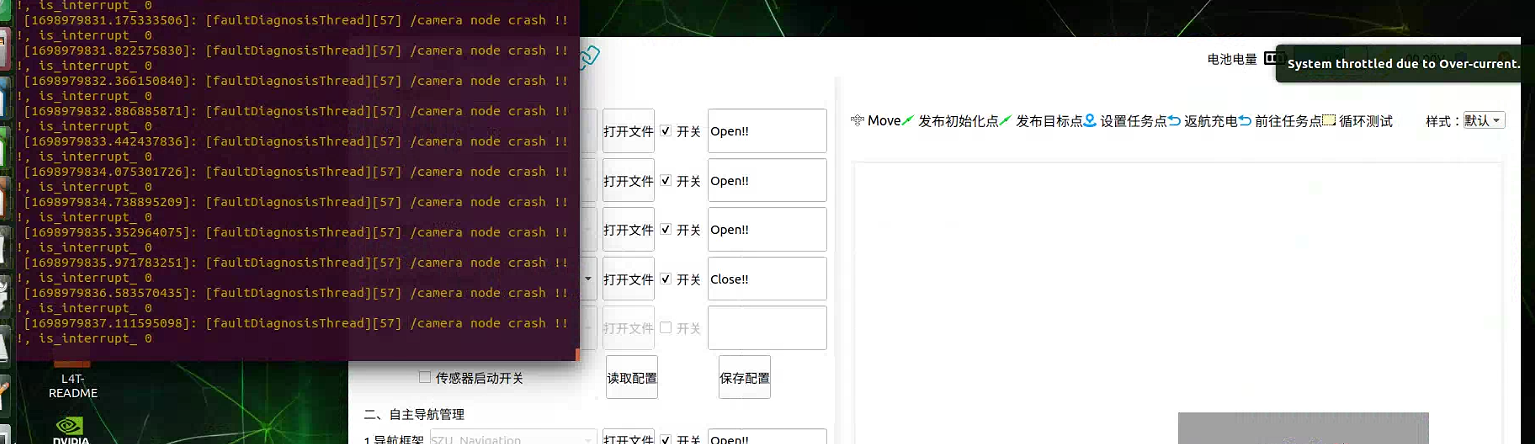 !, is_interrupt_ 0
[1698979831.175333506]: [faultDiagnosisThread][57] /camera node crash !!
!, is_interrupt_ 0
[1698979831.822575830]: [faultDiagnosisThread][57] /camera node crash !!
!, is_interrupt_ 0
[1698979832.366150840]: [faultDiagnosisThread][57] /camera node crash !!
!, is_interrupt_ 0
[1698979832.886885871]: [faultDiagnosisThread][57] /camera node crash !!
!, is_interrupt_ 0
[1698979833.442437836]: [faultDiagnosisThread][57] /camera node crash !!
!, is_interrupt_ 0
[1698979834.075301726]: [faultDiagnosisThread][57] /camera node crash !!
!, is_interrupt_ 0
[1698979834.738895209]: [faultDiagnosisThread][57] /camera node crash !!
!, is_interrupt_ 0
[1698979835.352964075]: [faultDiagnosisThread][57] /camera node crash !!
!, is_interrupt_ 0
[1698979835.971783251]: [faultDiagnosisThread][57] /camera node crash !!
!, is_interrupt_ 0
[1698979836.583570435]: [faultDiagnosisThread][57] /camera node crash !!
!, is_interrupt_ 0
[1698979837.111595098]: [faultDiagnosisThread][57] /camera node crash !!
!, is_interrupt_ 0
L4T-
README
NVIDIA
电池电量
System throttled due to Over-current.
打开文件 开关 Open!!
打开文件 开关 Open!!
打开文件 开关 Open!!
打开文件 开关 Close!!
打开文件 开关
传感器启动开关 读取配置 保存配置
二、自主导航管理
1.导航框架 SZU_Navigation 打开文件 开关 Open!!
Move 发布初始化点 发布目标点 设置任务点 返航充电 前往任务点 循环测试 样式：默认